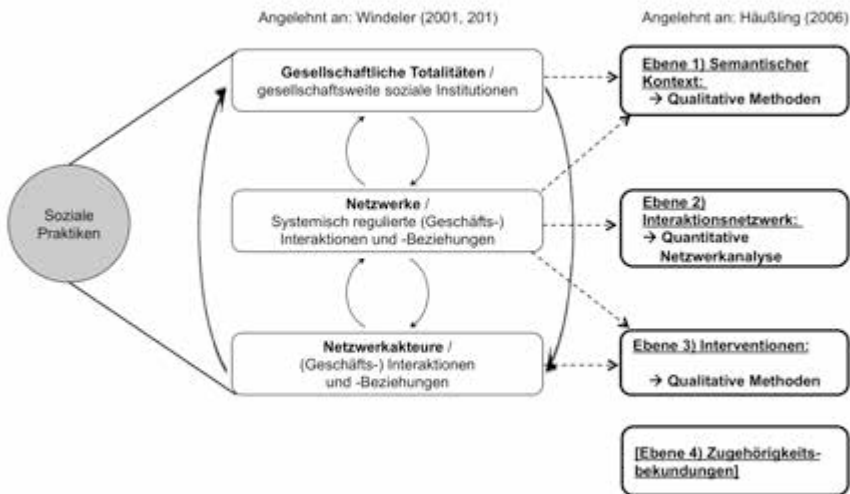 Angelehnt an: Windeler (2001, 201)
Angelehnt an: Häußling (2006)
Soziale
Praktiken
Gesellschaftliche Totalitäten /
gesellschaftsweite soziale Institutionen
Netzwerke /
Systemisch regulierte (Geschäfts-)
Interaktionen und -Beziehungen
Netzwerkakteure /
(Geschäfts-) Interaktionen
und -Beziehungen
Ebene 1) Semantischer
Kontext:
→ Qualitative Methoden
Ebene 2)
Interaktionsnetzwerk:
→ Quantitative
Netzwerkanalyse
Ebene 3) Interventionen:
→ Qualitative Methoden
[Ebene 4) Zugehörigkeits-
bekundungen]